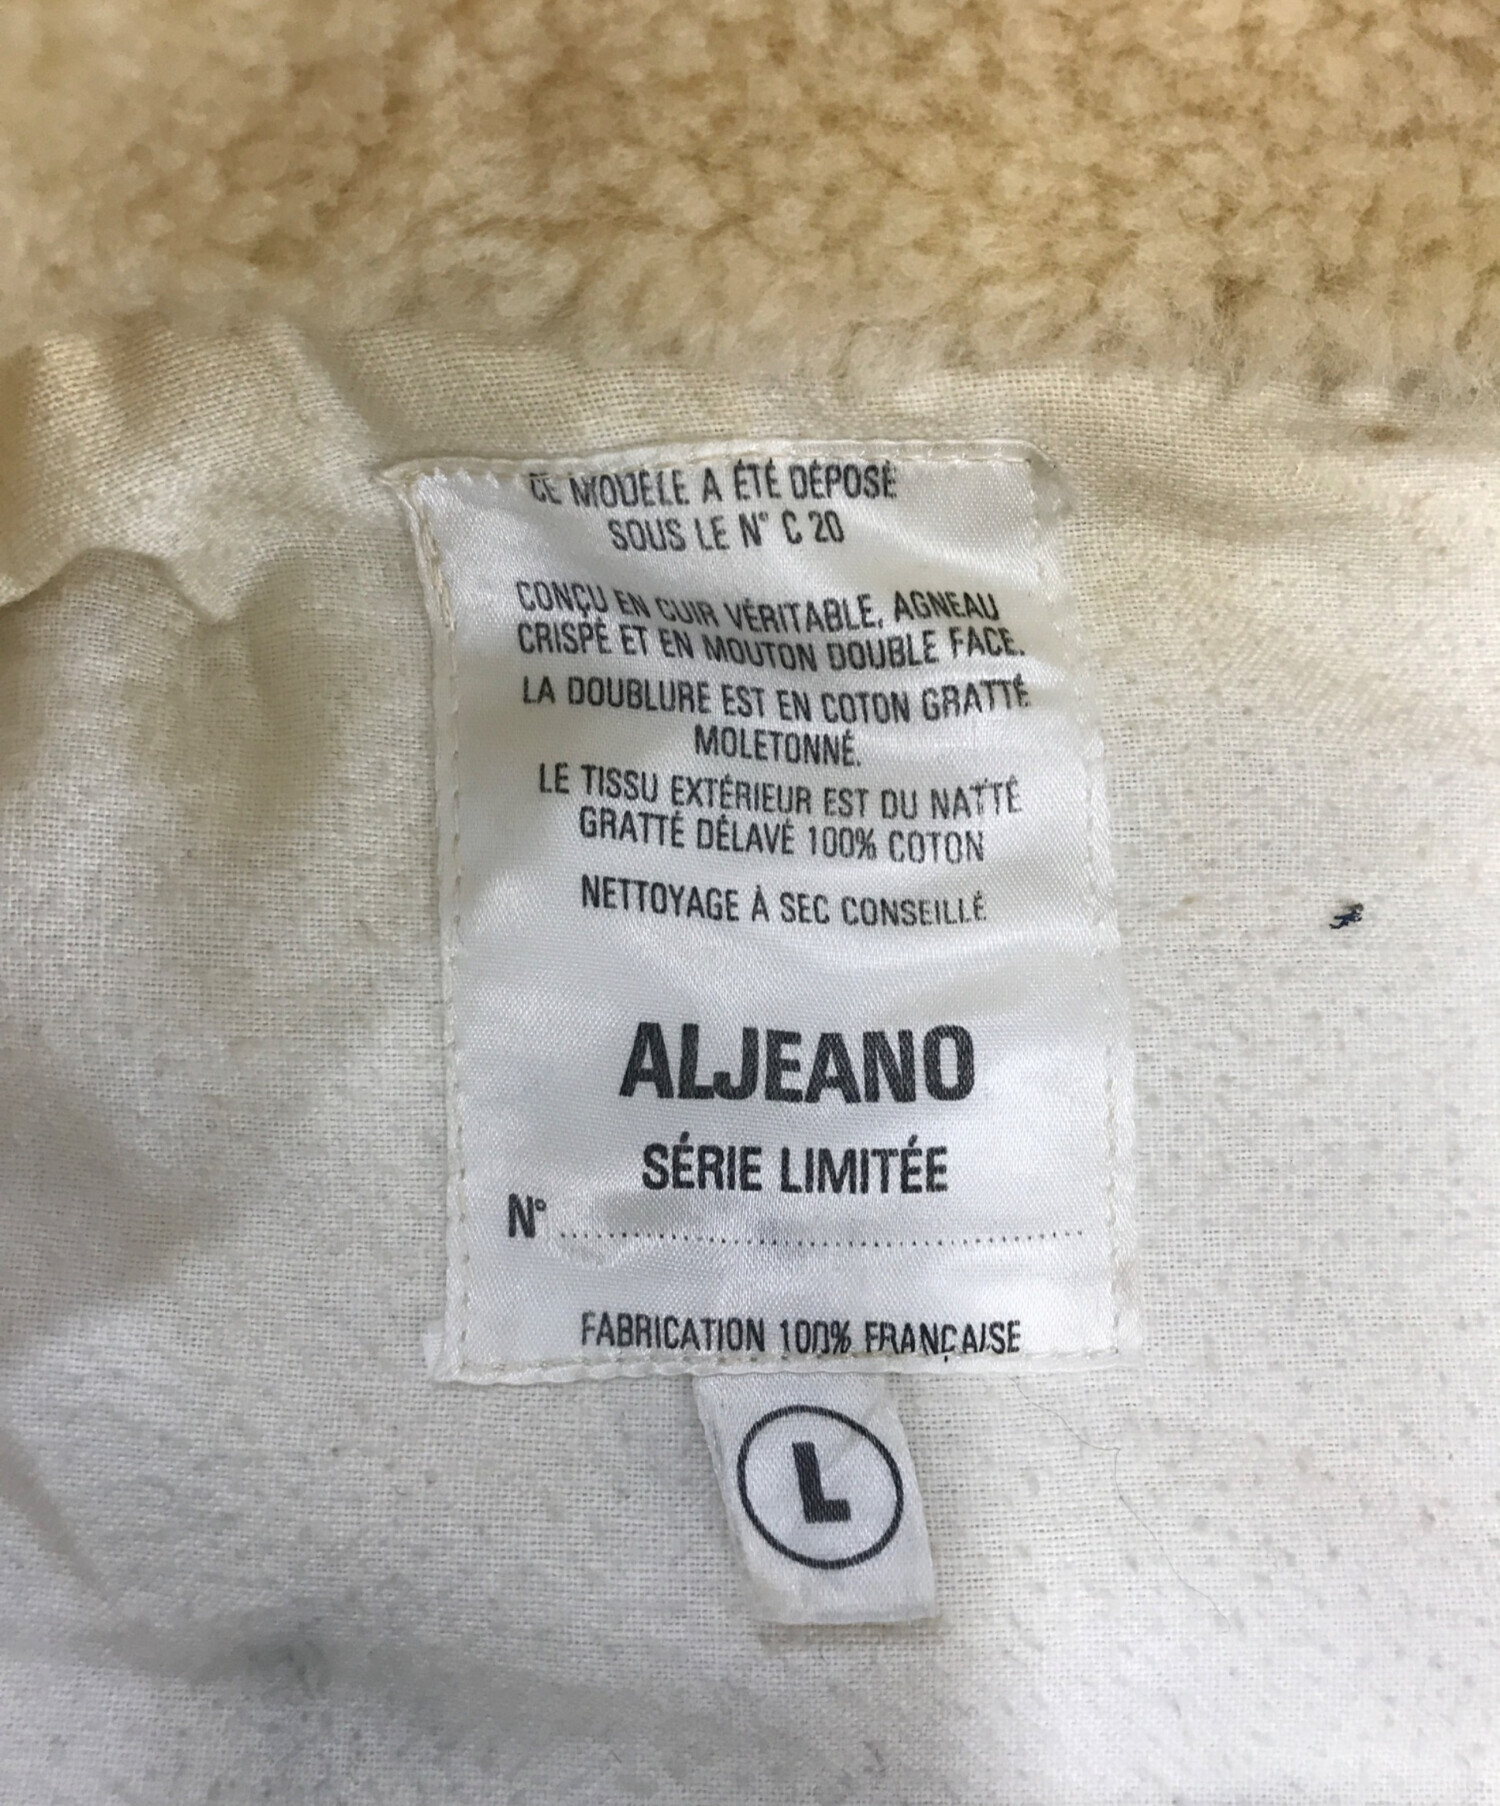 CE MODÈLE A ÉTÉ DÉPOSÉ
SOUS LE N° C 20
CONÇU EN CUIR VÉRITABLE, AGNEAU
CRISPÉ ET EN MOUTON DOUBLE FACE.
LA DOUBLURE EST EN COTON GRATTÉ
MOLETONNÉ.
LE TISSU EXTÉRIEUR EST DU NATTÉ
GRATTÉ DÉLAVÉ 100% COTON
NETTOYAGE À SEC CONSEILLÉ
ALJEANO
SÉRIE LIMITÉE
N° ........................................
FABRICATION 100% FRANÇAISE
L